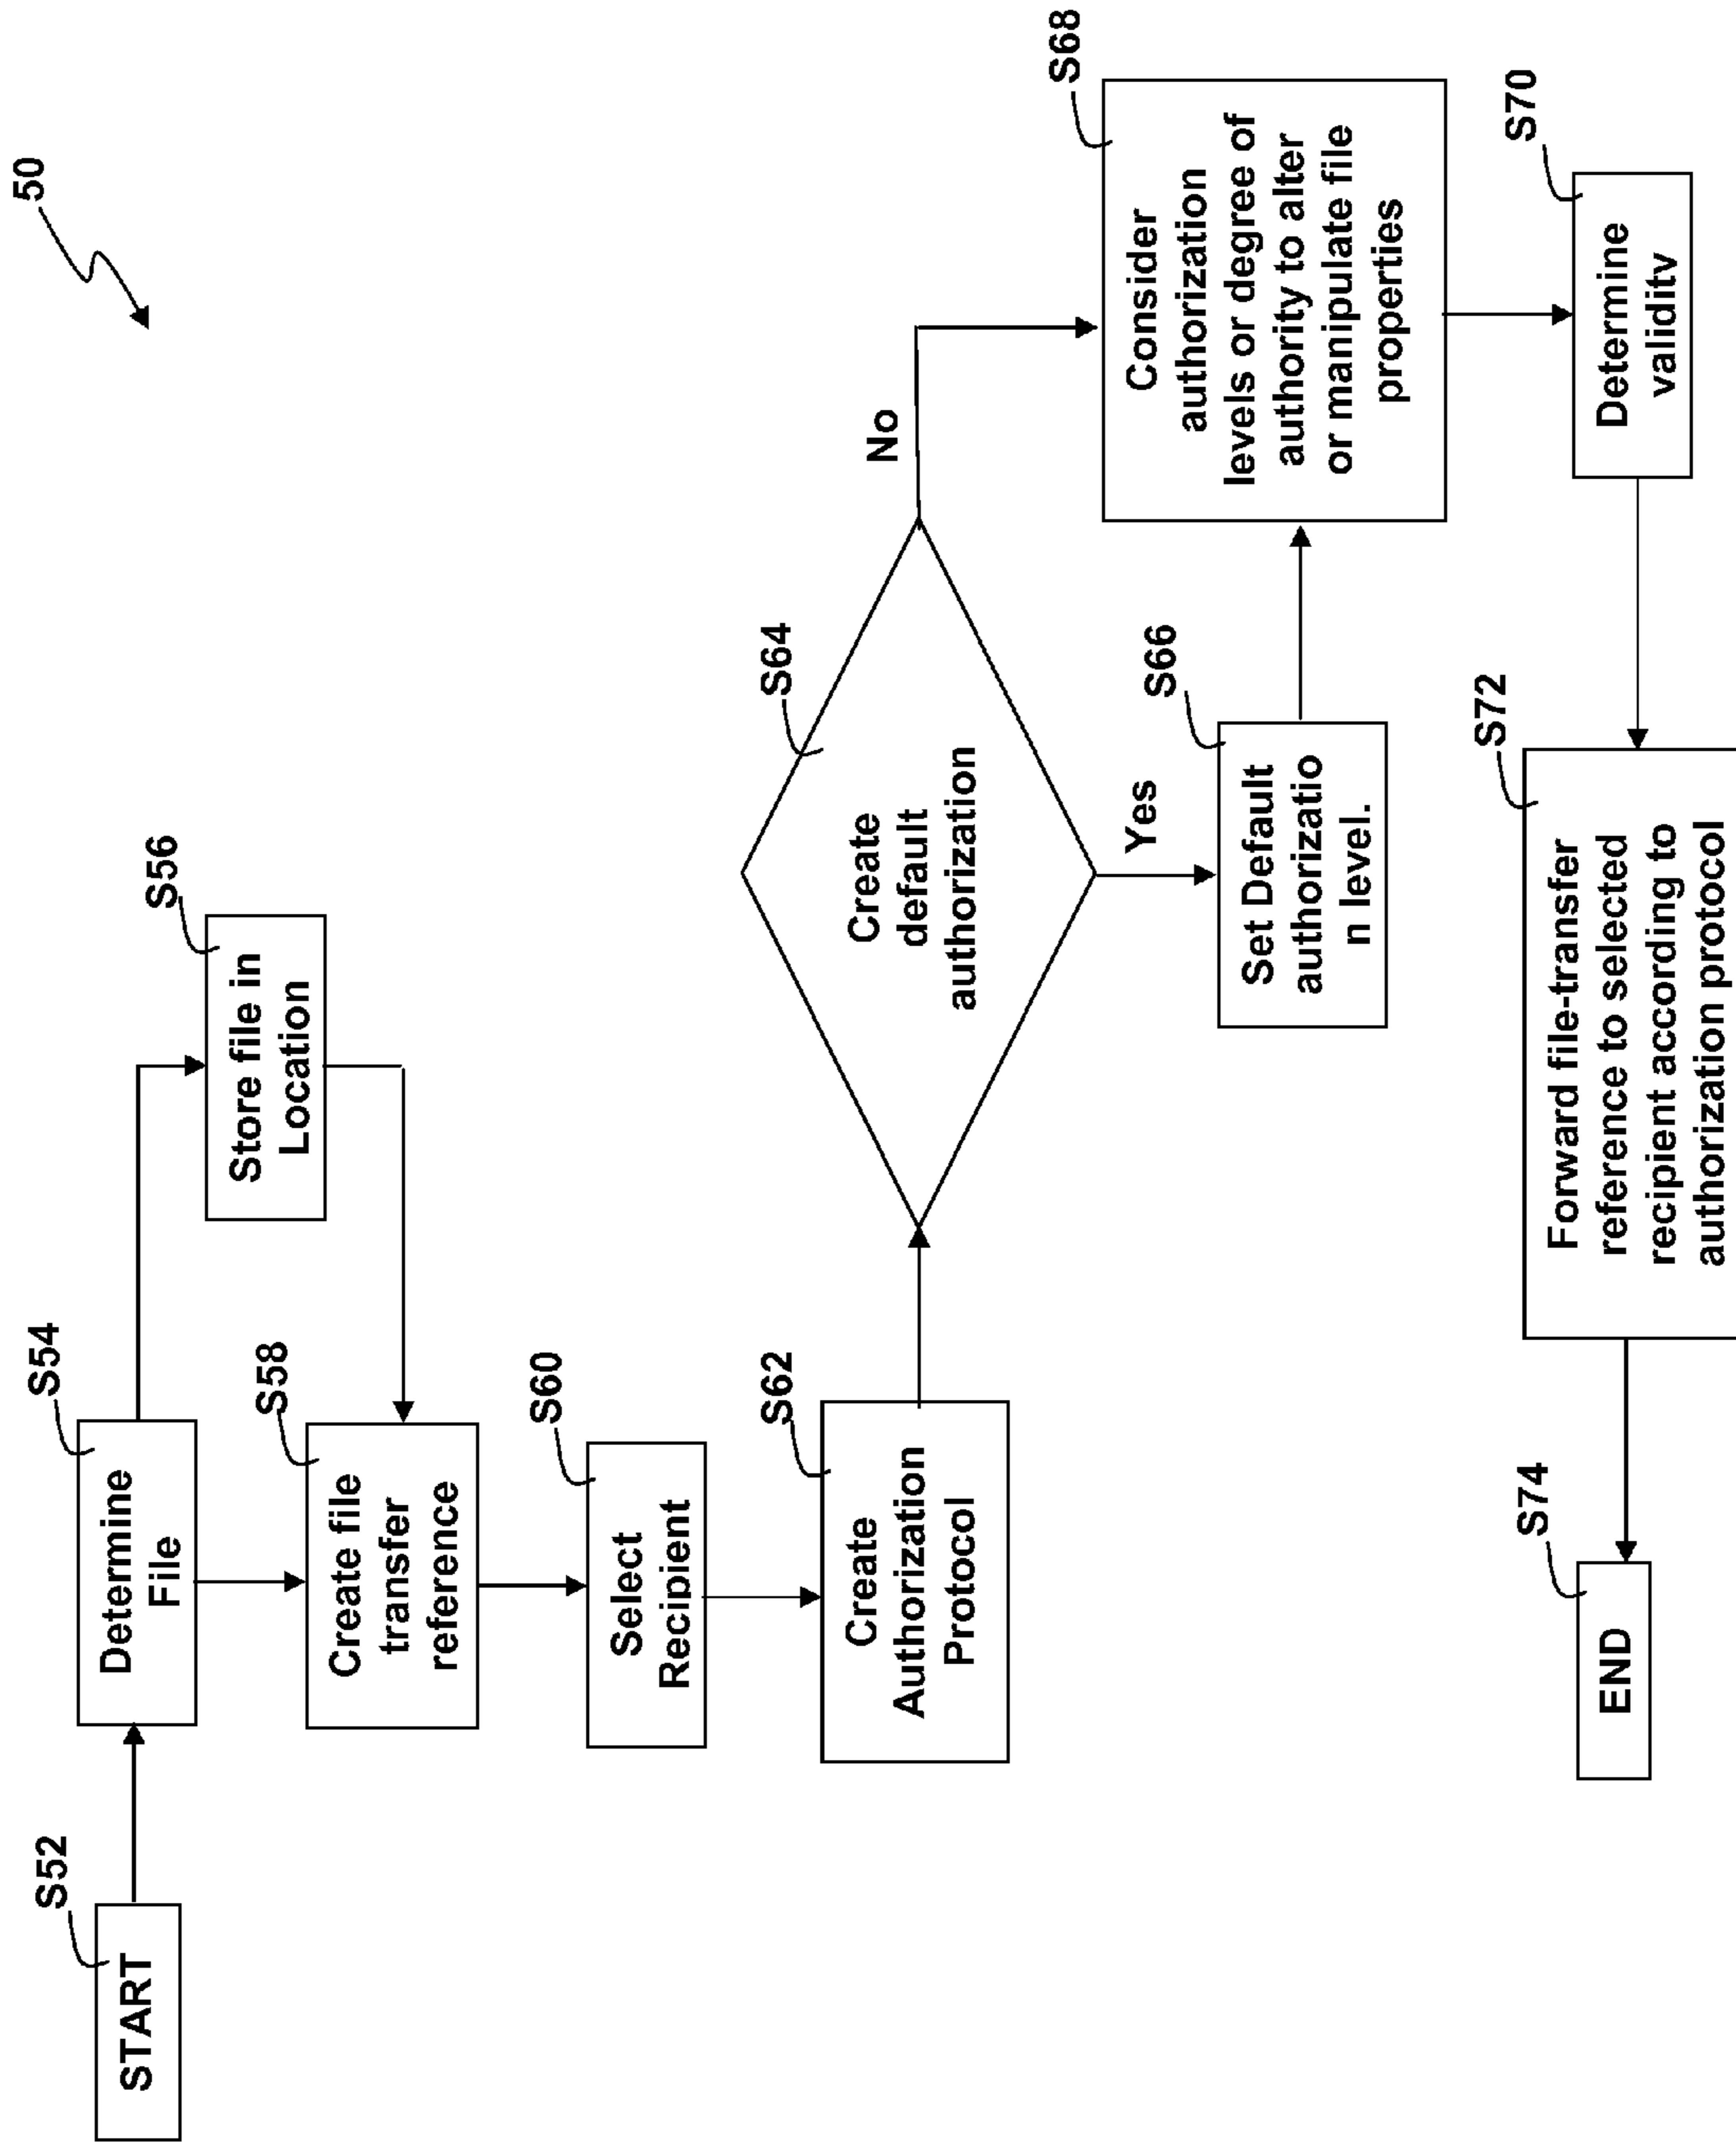 50
S52
START
S54
Determine
File
S56
Store file in
Location
S58
Create file
transfer
reference
S60
Select
Recipient
S62
Create
Authorization
Protocol
S64
Create
default
authorization
No
Yes
S66
Set Default
authorizatio
n level.
S68
Consider
authorization
levels or degree of
authority to alter
or manipulate file
properties
S70
Determine
validity
S72
Forward file-transfer
reference to selected
recipient according to
authorization protocol
S74
END